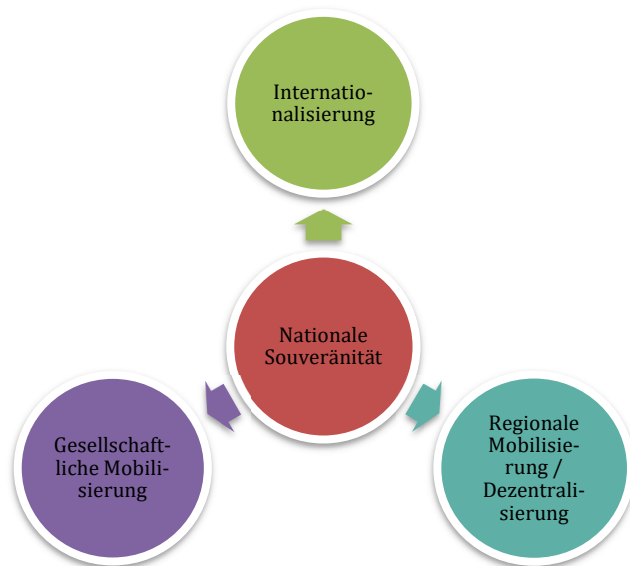 Internatio-
nalisierung
Nationale
Souveränität
Gesellschaft-
liche Mobili-
sierung
Regionale
Mobilisie-
rung /
Dezentrali-
sierung